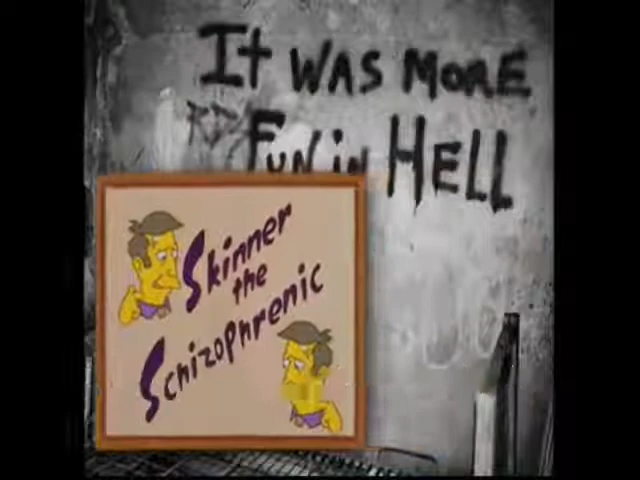 It WAS MORE
FUN in HELL
Skinner
the
Schizophrenic